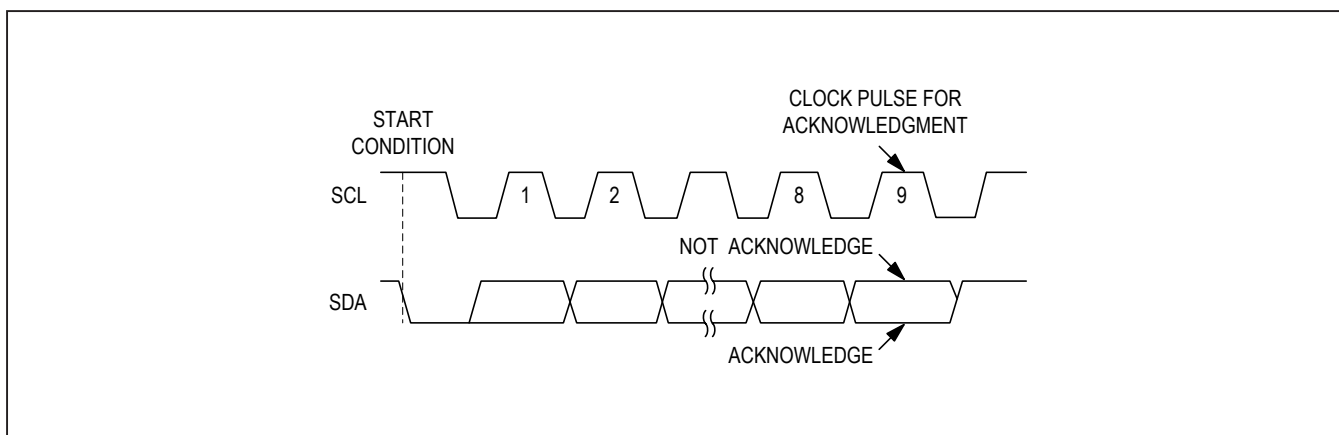 CLOCK PULSE FOR
ACKNOWLEDGMENT
START
CONDITION
SCL
1
2
8
9
NOT ACKNOWLEDGE
SDA
ACKNOWLEDGE